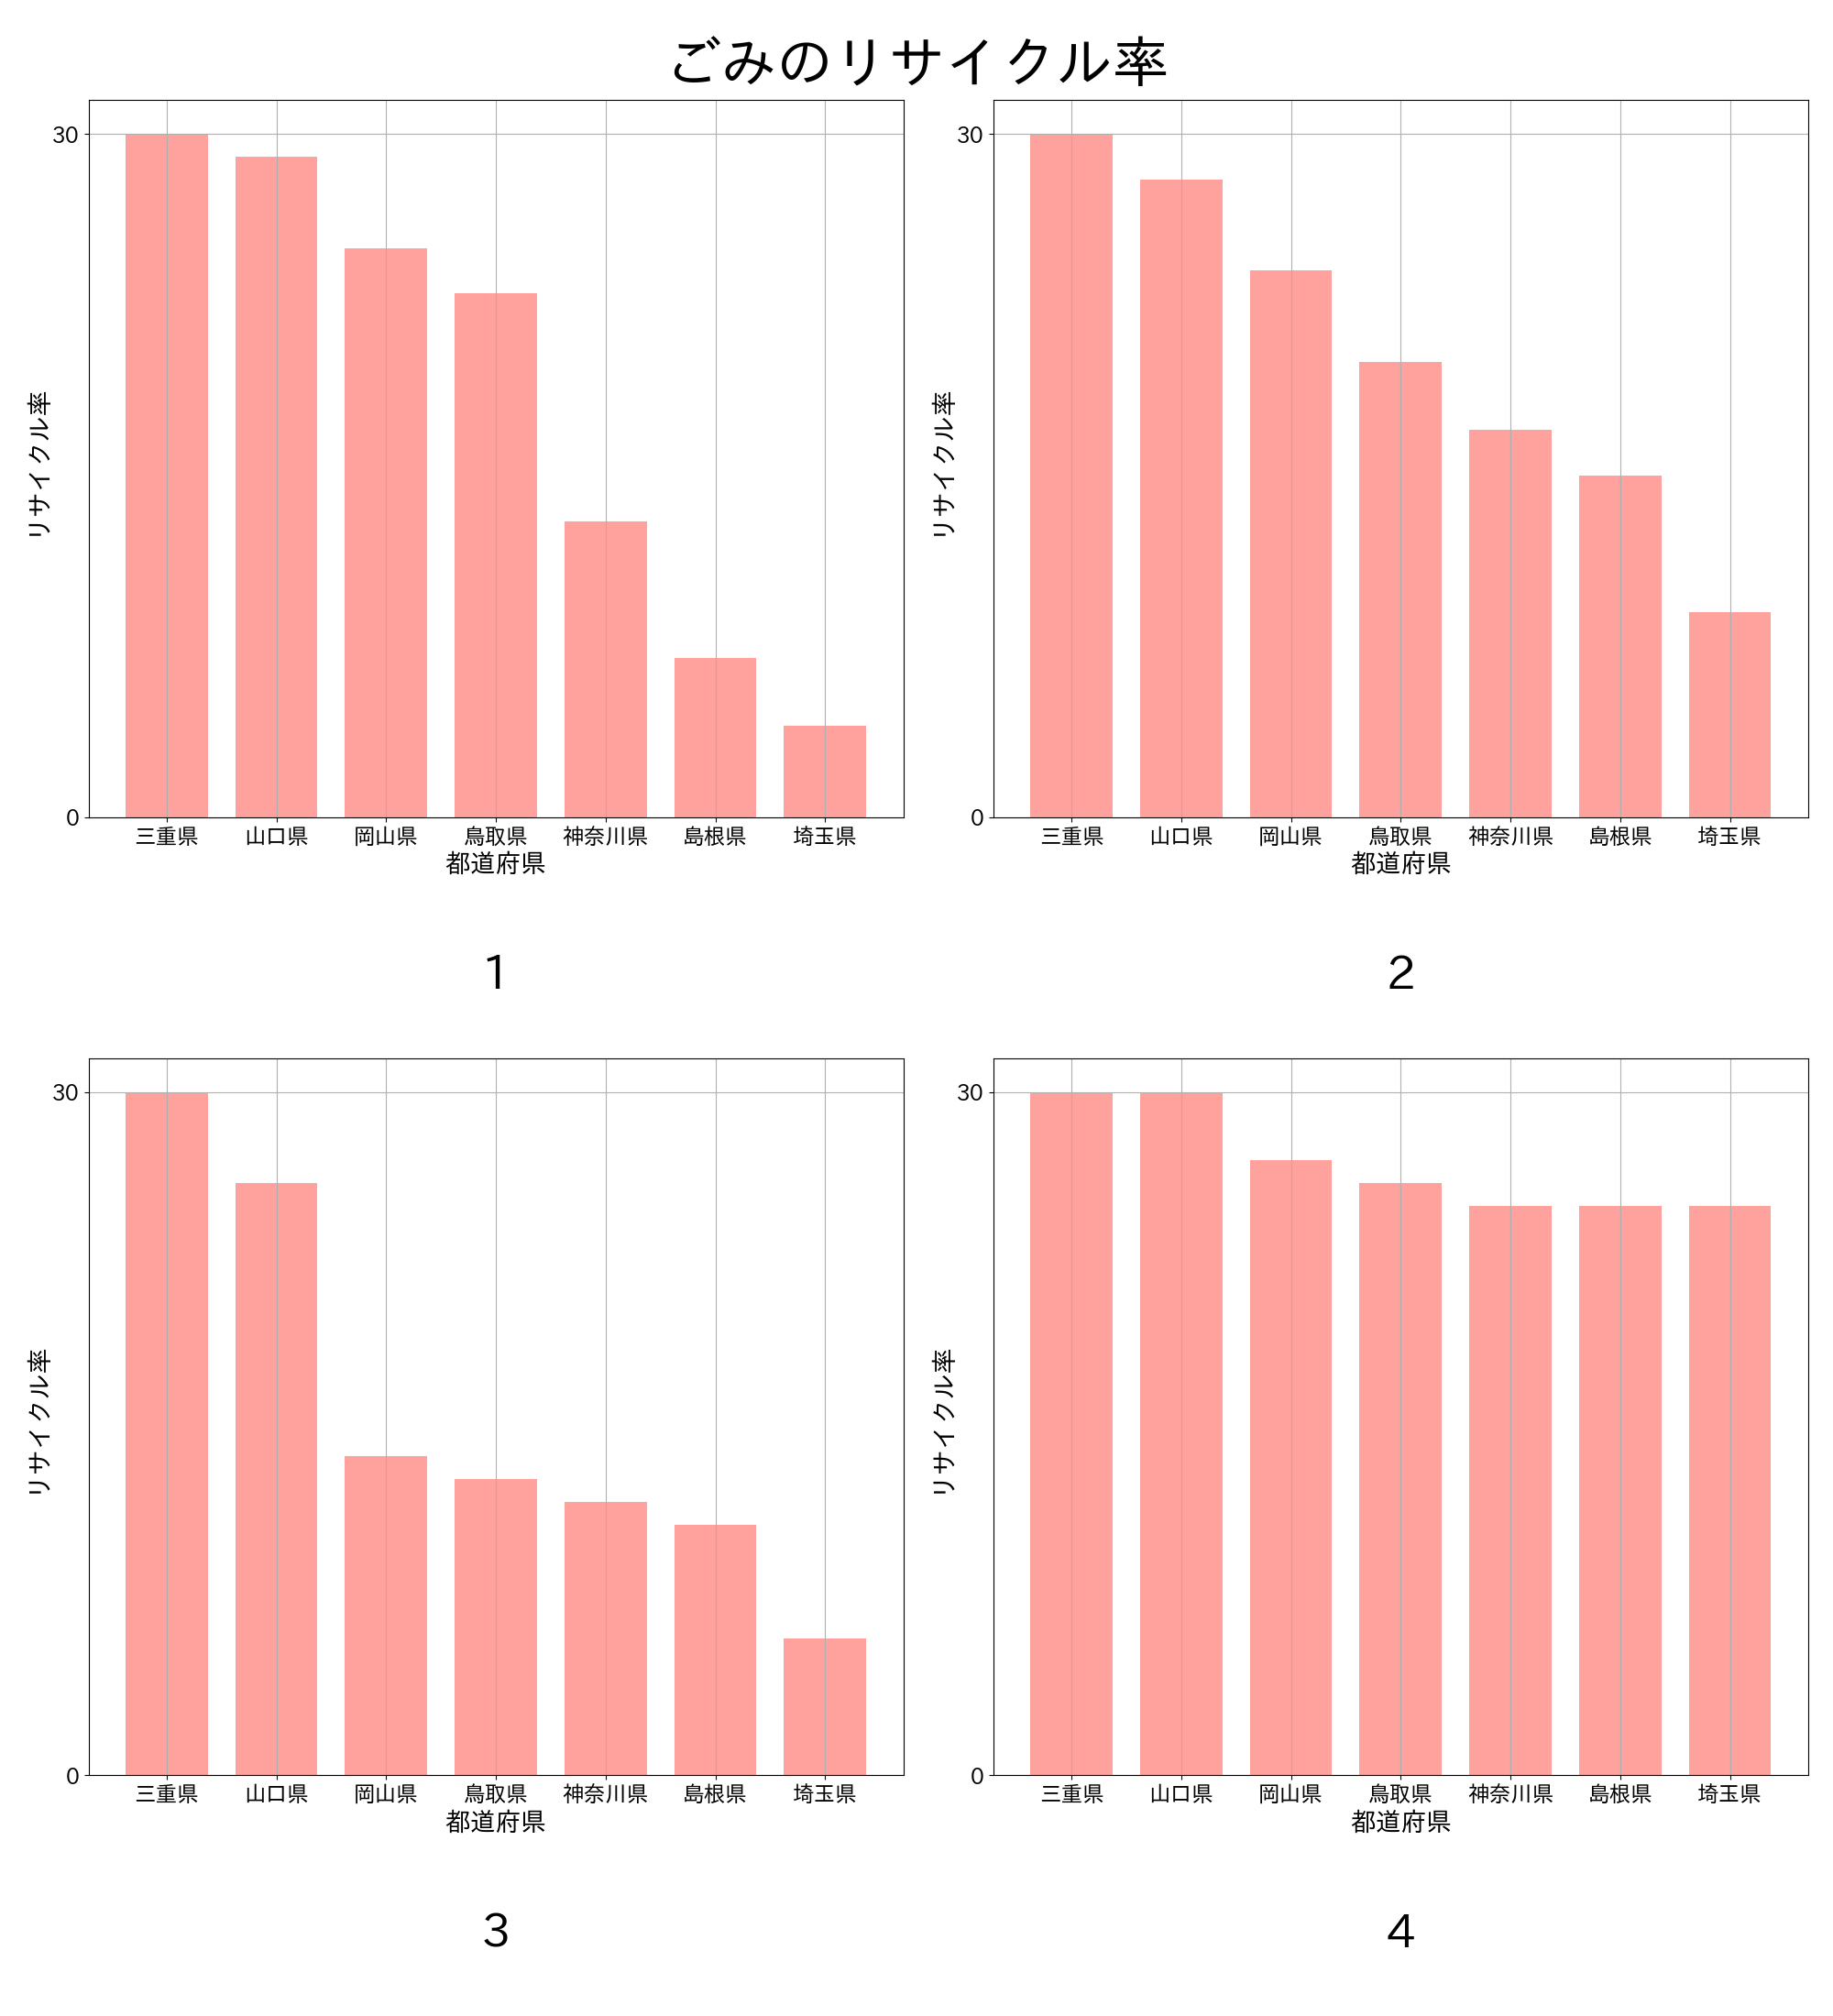 ごみのリサイクル率
30
0
リサイクル率
三重県 山口県 岡山県 鳥取県 神奈川県 島根県 埼玉県
都道府県
1
30
0
リサイクル率
三重県 山口県 岡山県 鳥取県 神奈川県 島根県 埼玉県
都道府県
2
30
0
リサイクル率
三重県 山口県 岡山県 鳥取県 神奈川県 島根県 埼玉県
都道府県
3
30
0
リサイクル率
三重県 山口県 岡山県 鳥取県 神奈川県 島根県 埼玉県
都道府県
4